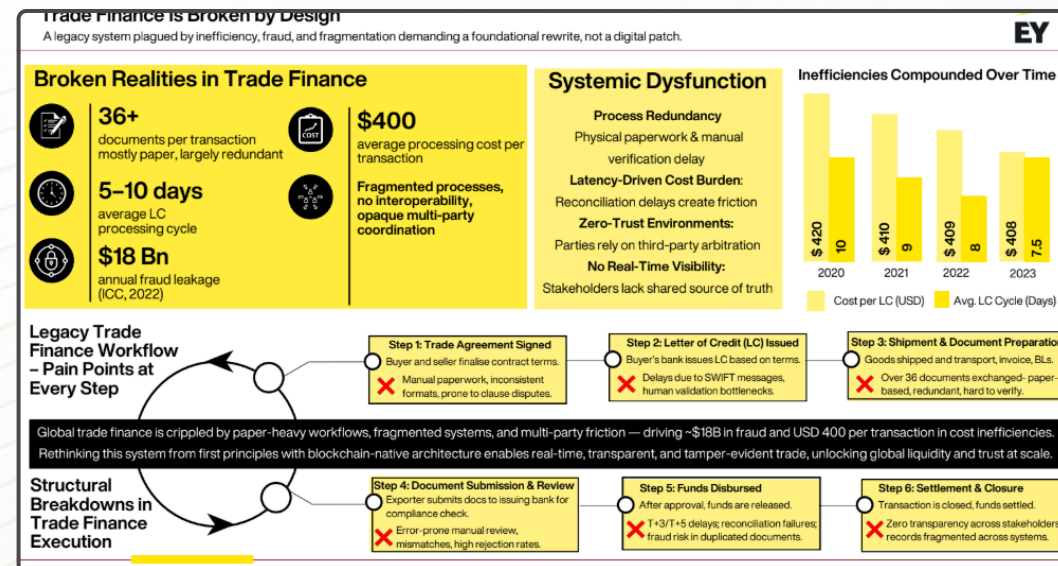 Trade Finance is Broken by Design
A legacy system plagued by inefficiency, fraud, and fragmentation demanding a foundational rewrite, not a digital patch.
EY
Broken Realities in Trade Finance
36+
documents per transaction
mostly paper, largely redundant
5–10 days
average LC
processing cycle
$18 Bn
annual fraud leakage
(ICC, 2022)
COST
$400
average processing cost per
transaction
Fragmented processes,
no interoperability,
opaque multi-party
coordination
Systemic Dysfunction
Process Redundancy
Physical paperwork & manual
verification delay
Latency-Driven Cost Burden:
Reconciliation delays create friction
Zero-Trust Environments:
Parties rely on third-party arbitration
No Real-Time Visibility:
Stakeholders lack shared source of truth
Inefficiencies Compounded Over Time
$ 420
10
$ 410
9
$ 409
8
$ 408
7.5
2020
2021
2022
2023
Cost per LC (USD)
Avg. LC Cycle (Days)
Legacy Trade
Finance Workflow
– Pain Points at
Every Step
Step 1: Trade Agreement Signed
Buyer and seller finalise contract terms.
Manual paperwork, inconsistent
formats, prone to clause disputes.
Step 2: Letter of Credit (LC) Issued
Buyer's bank issues LC based on terms.
Delays due to SWIFT messages,
human validation bottlenecks.
Step 3: Shipment & Document Preparation
Goods shipped and transport, invoice, BLs.
Over 36 documents exchanged- paper-
based, redundant, hard to verify.
Global trade finance is crippled by paper-heavy workflows, fragmented systems, and multi-party friction — driving ~$18B in fraud and USD 400 per transaction in cost inefficiencies.
Rethinking this system from first principles with blockchain-native architecture enables real-time, transparent, and tamper-evident trade, unlocking global liquidity and trust at scale.
Structural
Breakdowns in
Trade Finance
Execution
Step 4: Document Submission & Review
Exporter submits docs to issuing bank for
compliance check.
Error-prone manual review,
mismatches, high rejection rates.
Step 5: Funds Disbursed
After approval, funds are released.
T+3/T+5 delays; reconciliation failures;
fraud risk in duplicated documents.
Step 6: Settlement & Closure
Transaction is closed, funds settled.
Zero transparency across stakeholders
records fragmented across systems.